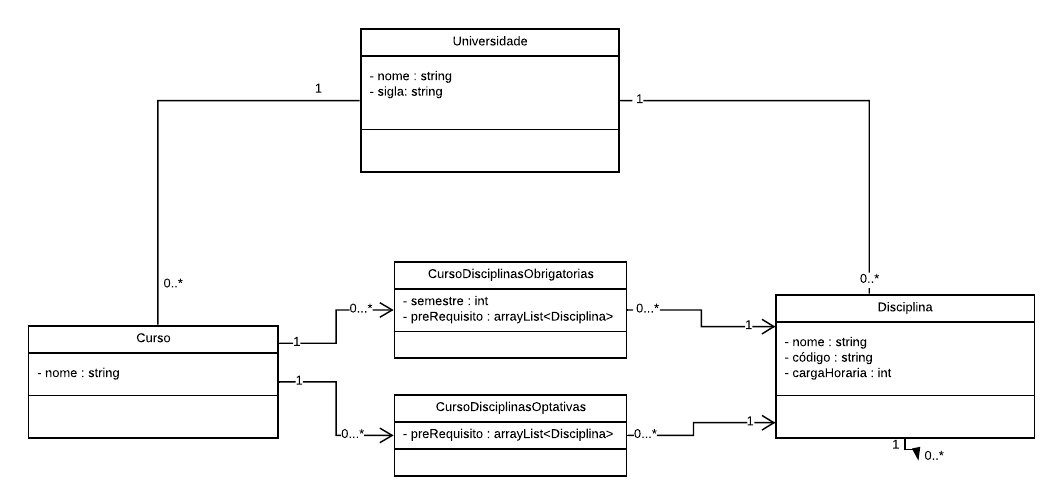 Universidade
- nome : string
- sigla: string
1
1
0..*
0..*
CursoDisciplinasObrigatorias
- semestre : int
- preRequisito : arrayList<Disciplina>
0...*
0...*
1
1
Disciplina
- nome : string
- código : string
- cargaHoraria : int
Curso
- nome : string
1
CursoDisciplinasOptativas
- preRequisito : arrayList<Disciplina>
0...*
0...*
1
1
0..*